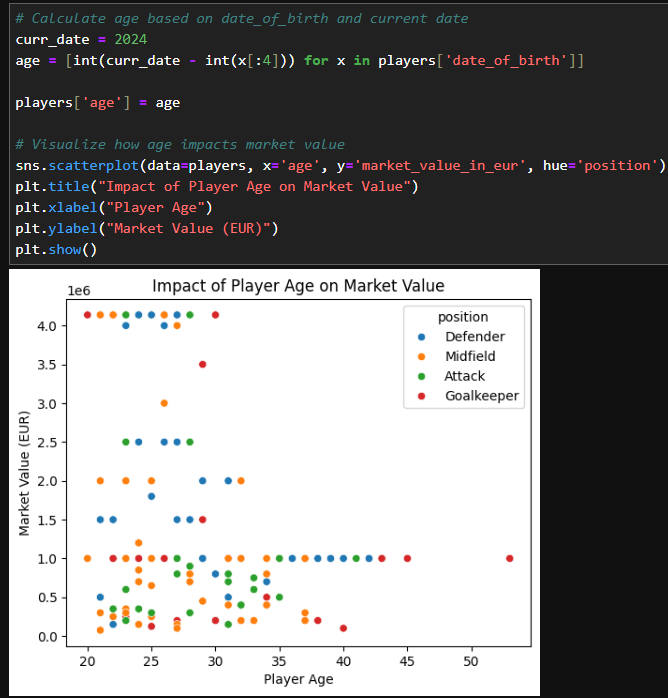 # Calculate age based on date_of_birth and current date
curr_date = 2024
age = [int(curr_date - int(x[:4])) for x in players['date_of_birth']]
players['age'] = age
# Visualize how age impacts market value
sns.scatterplot(data=players, x='age', y='market_value_in_eur', hue='position')
plt.title("Impact of Player Age on Market Value")
plt.xlabel("Player Age")
plt.ylabel("Market Value (EUR)")
plt.show()
Impact of Player Age on Market Value
1e6
position
Defender
Midfield
Attack
Goalkeeper
4.0
3.5
3.0
2.5
2.0
1.5
1.0
0.5
0.0
Market Value (EUR)
20 25 30 35 40 45 50
Player Age